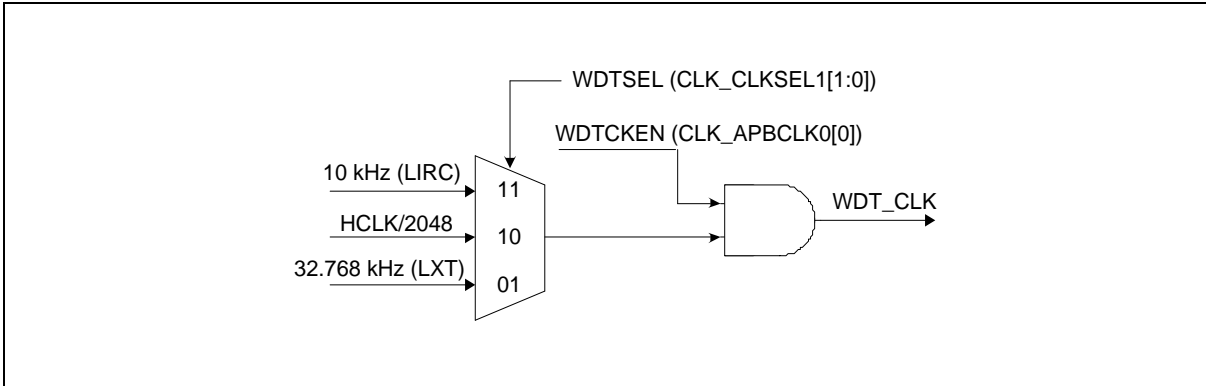 WDTSEL (CLK_CLKSEL1[1:0])
WDTCKEN (CLK_APBCLK0[0])
10 kHz (LIRC)
11
HCLK/2048
10
32.768 kHz (LXT)
01
WDT_CLK